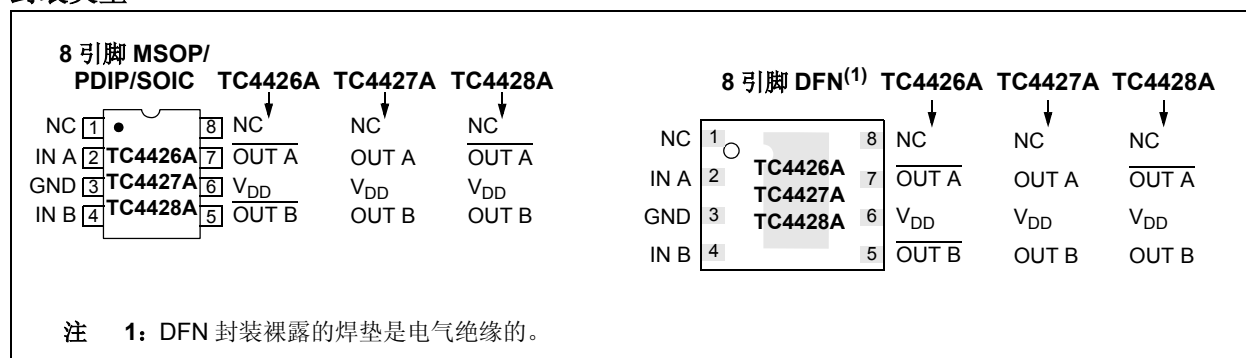 8 引脚 MSOP/
PDIP/SOIC TC4426A TC4427A TC4428A
NC 1 8 NC NC NC
IN A 2 TC4426A 7 OUT A OUT A OUT A
GND 3 TC4427A 6 VDD VDD VDD
IN B 4 TC4428A 5 OUT B OUT B OUT B
8 引脚 DFN(1) TC4426A TC4427A TC4428A
NC 1 8 NC NC NC
IN A 2 TC4426A 7 OUT A OUT A OUT A
TC4427A
GND 3 TC4428A 6 VDD VDD VDD
IN B 4 5 OUT B OUT B OUT B
注 1: DFN 封装裸露的焊垫是电气绝缘的。